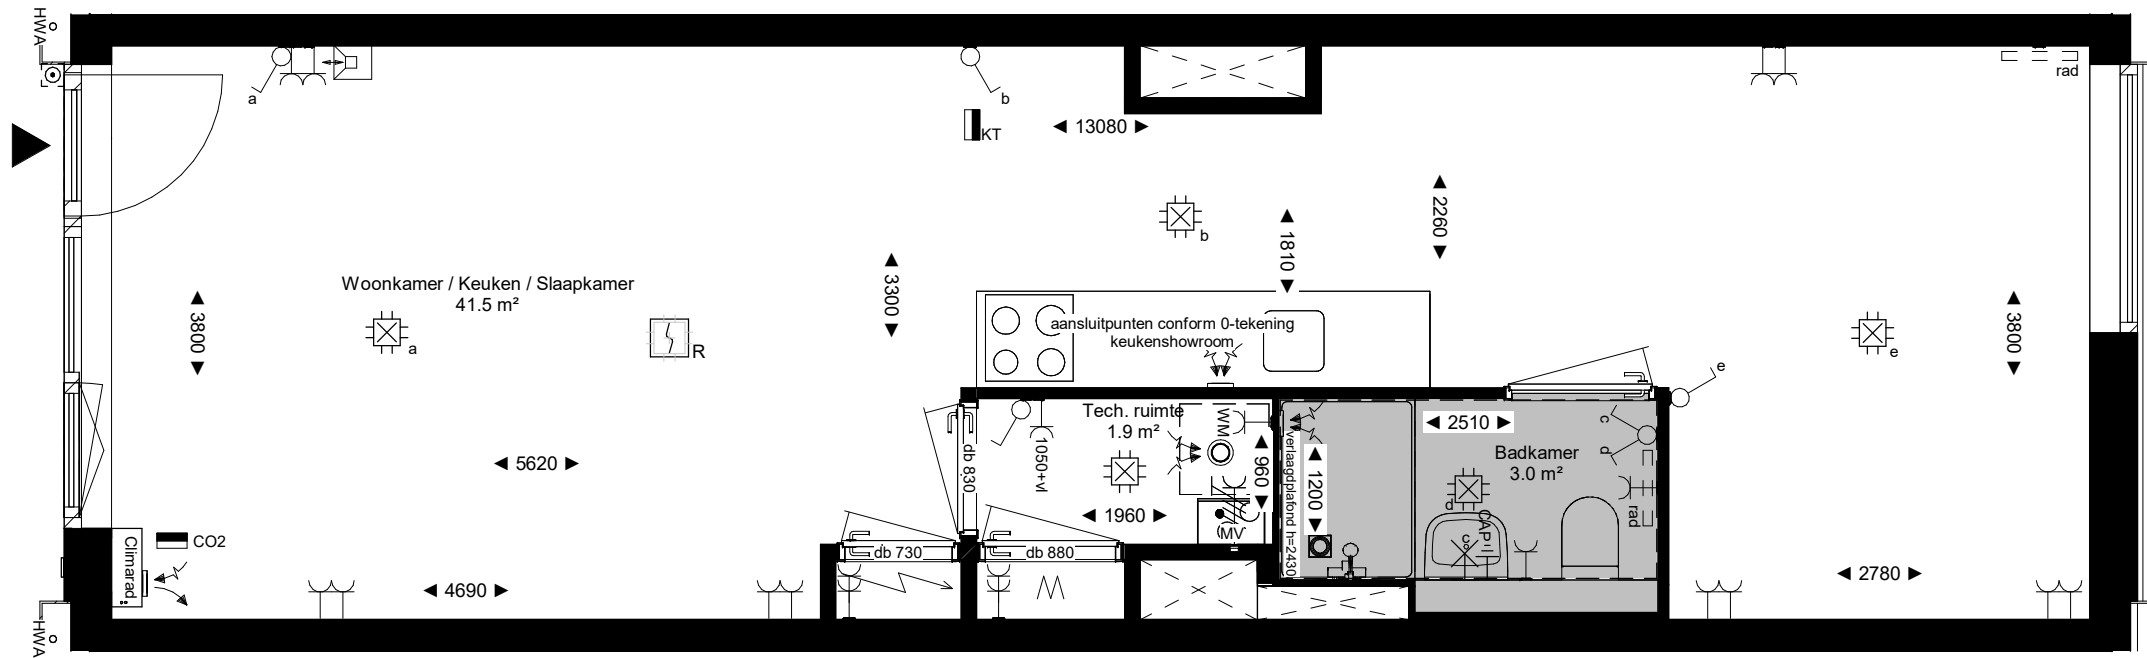 HWA
a
b
KT
◄ 13080 ►
rad
◄ 2260 ►
b
◄ 1810 ►
Woonkamer / Keuken / Slaapkamer
41.5 m²
◄ 3800 ►
a
R
◄ 3300 ►
aansluitpunten conform 0-tekening
keukenshowroom
e
◄ 3800 ►
e
Tech. ruimte
1.9 m²
WM
1050+vl
db 830
◄ 960 ►
◄ 1960 ►
MV
◄ 5620 ►
verlaagdplafond h=2430
◄ 1200 ►
◄ 2510 ►
Badkamer
3.0 m²
c
d
d
CAP
c
rad
CO2
Climarad
db 730
db 880
◄ 4690 ►
◄ 2780 ►
HWA